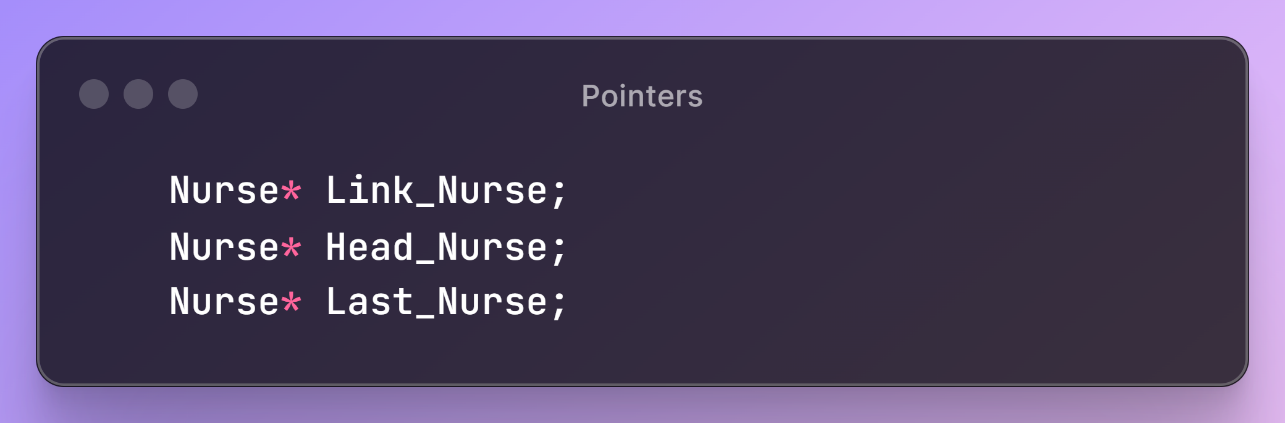 Pointers
Nurse* Link_Nurse;
Nurse* Head_Nurse;
Nurse* Last_Nurse;